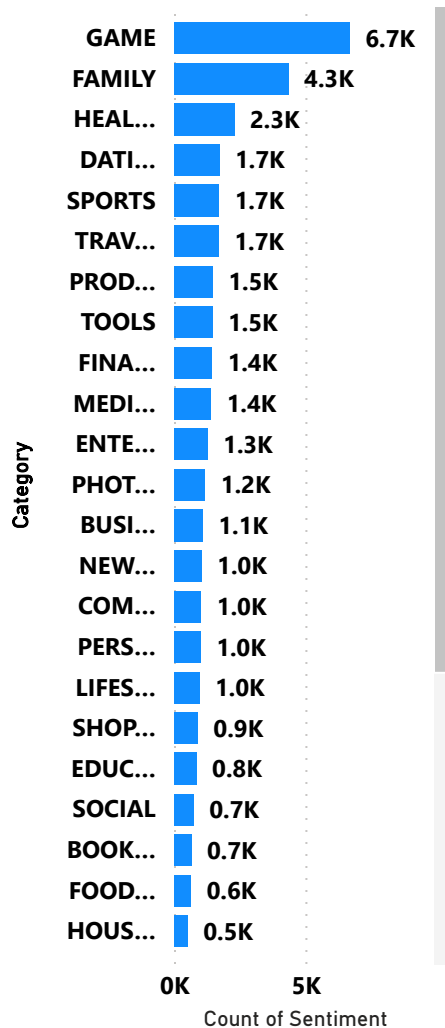 GAME 6.7K
FAMILY 4.3K
HEAL... 2.3K
DATI... 1.7K
SPORTS 1.7K
TRAV... 1.7K
PROD... 1.5K
TOOLS 1.5K
FINA... 1.4K
MEDI... 1.4K
ENTE... 1.3K
PHOT... 1.2K
BUSI... 1.1K
NEW... 1.0K
COM... 1.0K
PERS... 1.0K
LIFES... 1.0K
SHOP... 0.9K
EDUC... 0.8K
SOCIAL 0.7K
BOOK... 0.7K
FOOD... 0.6K
HOUS... 0.5K
Category
0K 5K
Count of Sentiment